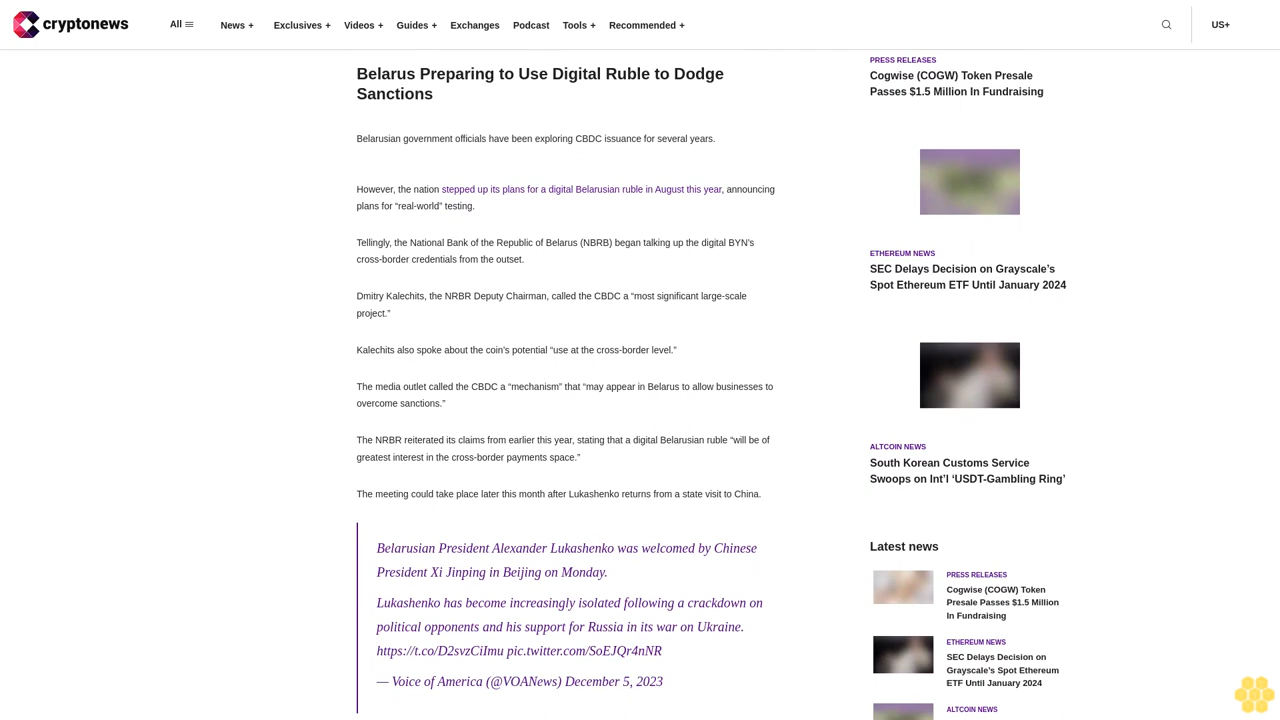 cryptonews
All
News +
Exclusives +
Videos +
Guides +
Exchanges
Podcast
Tools +
Recommended +
US+
Belarus Preparing to Use Digital Ruble to Dodge
Sanctions
Belarusian government officials have been exploring CBDC issuance for several years.
However, the nation stepped up its plans for a digital Belarusian ruble in August this year, announcing
plans for “real-world” testing.
Tellingly, the National Bank of the Republic of Belarus (NBRB) began talking up the digital BYN’s
cross-border credentials from the outset.
Dmitry Kalechits, the NRBR Deputy Chairman, called the CBDC a “most significant large-scale
project.”
Kalechits also spoke about the coin’s potential “use at the cross-border level.”
The media outlet called the CBDC a “mechanism” that “may appear in Belarus to allow businesses to
overcome sanctions.”
The NRBR reiterated its claims from earlier this year, stating that a digital Belarusian ruble “will be of
greatest interest in the cross-border payments space.”
The meeting could take place later this month after Lukashenko returns from a state visit to China.
Belarusian President Alexander Lukashenko was welcomed by Chinese
President Xi Jinping in Beijing on Monday.
Lukashenko has become increasingly isolated following a crackdown on
political opponents and his support for Russia in its war on Ukraine.
https://t.co/D2svzCiImu pic.twitter.com/SoEJQr4nNR
— Voice of America (@VOANews) December 5, 2023
PRESS RELEASES
Cogwise (COGW) Token Presale
Passes $1.5 Million In Fundraising
ETHEREUM NEWS
SEC Delays Decision on Grayscale’s
Spot Ethereum ETF Until January 2024
ALTCOIN NEWS
South Korean Customs Service
Swoops on Int’l ‘USDT-Gambling Ring’
Latest news
PRESS RELEASES
Cogwise (COGW) Token
Presale Passes $1.5 Million
In Fundraising
ETHEREUM NEWS
SEC Delays Decision on
Grayscale’s Spot Ethereum
ETF Until January 2024
ALTCOIN NEWS